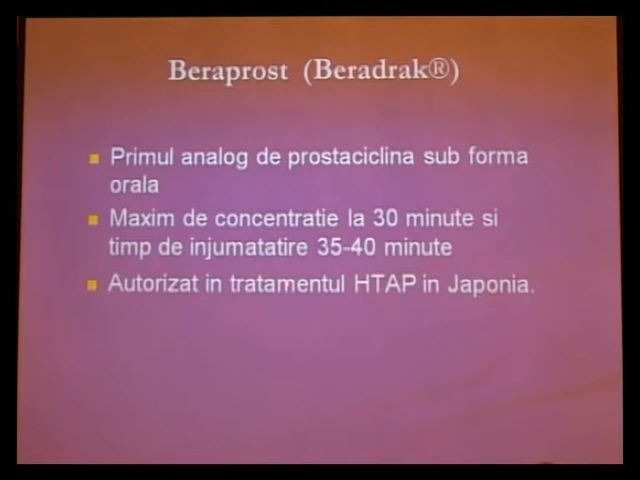 Beraprost (Beradrak®)
Primul analog de prostaciclina sub forma
orala
Maxim de concentratie la 30 minute si
timp de injumatatire 35-40 minute
Autorizat in tratamentul HTAP in Japonia.